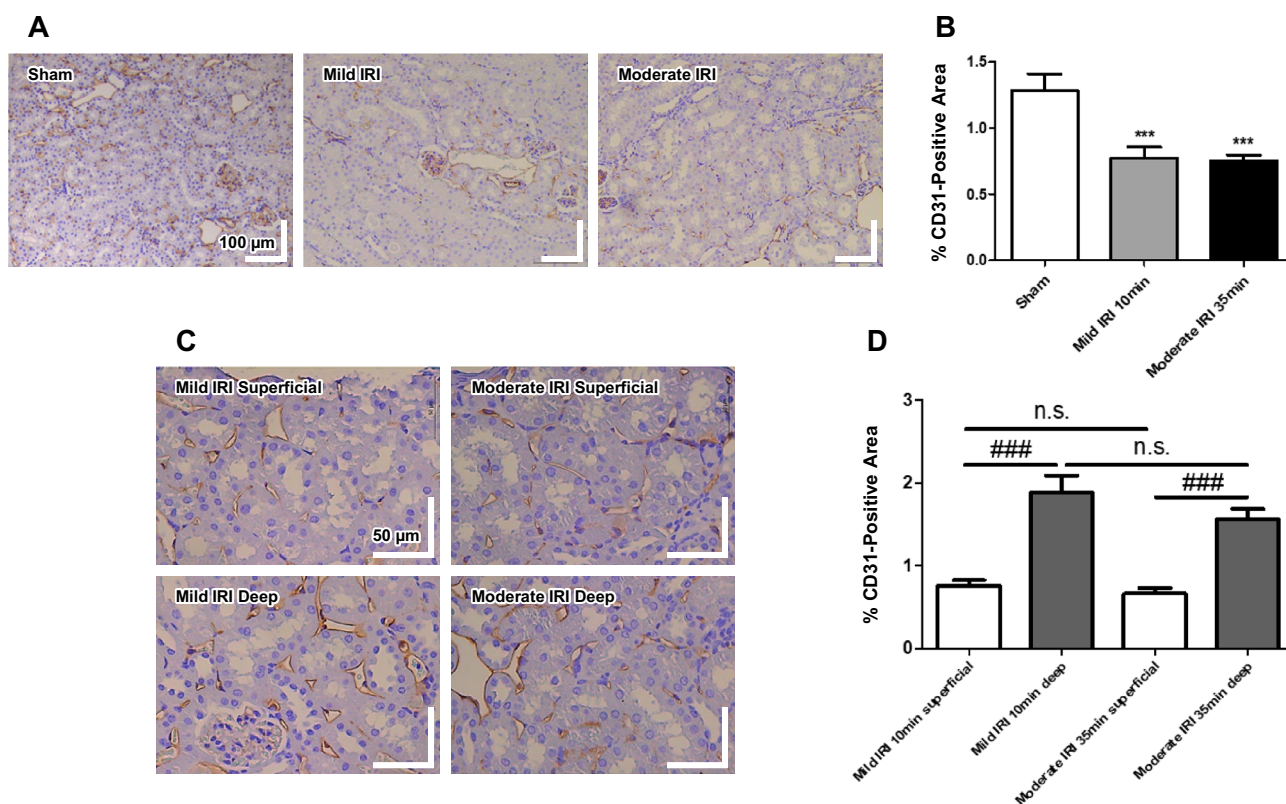 A
Sham
100 µm
Mild IRI
Moderate IRI
B
% CD31-Positive Area
1.5
1.0
0.5
0.0
***
***
Sham
Mild IRI 10min
Moderate IRI 35min
C
Mild IRI Superficial
50 µm
Moderate IRI Superficial
Mild IRI Deep
Moderate IRI Deep
D
% CD31-Positive Area
3
2
1
0
n.s.
###
n.s.
###
Mild IRI 10min superficial
Mild IRI 10min deep
Moderate IRI 35min superficial
Moderate IRI 35min deep